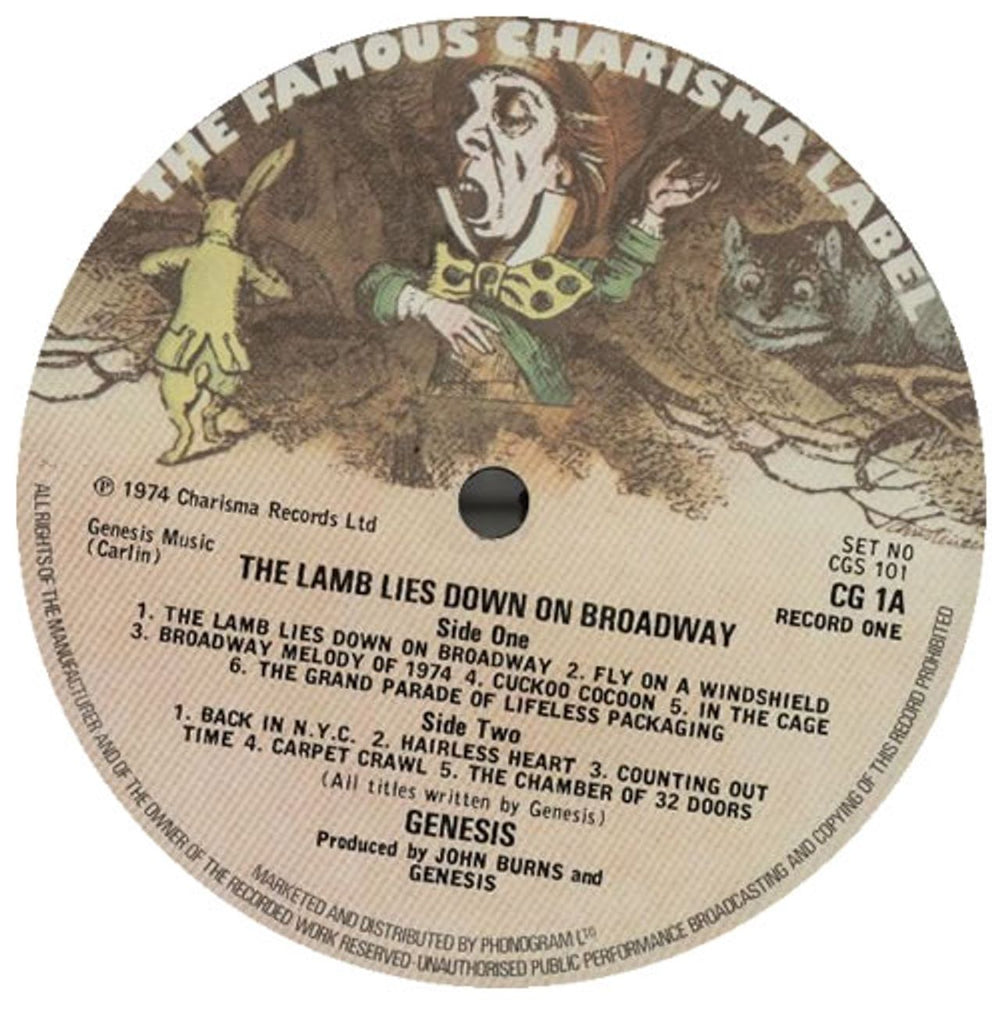 THE FAMOUS CHARISMA LABEL
Ⓟ 1974 Charisma Records Ltd
Genesis Music
(Carlin)
SET NO
CGS 101
CG 1A
RECORD ONE
THE LAMB LIES DOWN ON BROADWAY
Side One
1. THE LAMB LIES DOWN ON BROADWAY 2. FLY ON A WINDSHIELD
3. BROADWAY MELODY OF 1974 4. CUCKOO COCOON 5. IN THE CAGE
6. THE GRAND PARADE OF LIFELESS PACKAGING
Side Two
1. BACK IN N.Y.C. 2. HAIRLESS HEART 3. COUNTING OUT
TIME 4. CARPET CRAWL 5. THE CHAMBER OF 32 DOORS
(All titles written by Genesis)
GENESIS
Produced by JOHN BURNS and
GENESIS
MARKETED AND DISTRIBUTED BY PHONOGRAM LTD
ALL RIGHTS OF THE MANUFACTURER AND OF THE OWNER OF THE RECORDED WORK RESERVED·UNAUTHORISED PUBLIC PERFORMANCE BROADCASTING AND COPYING OF THIS RECORD PROHIBITED